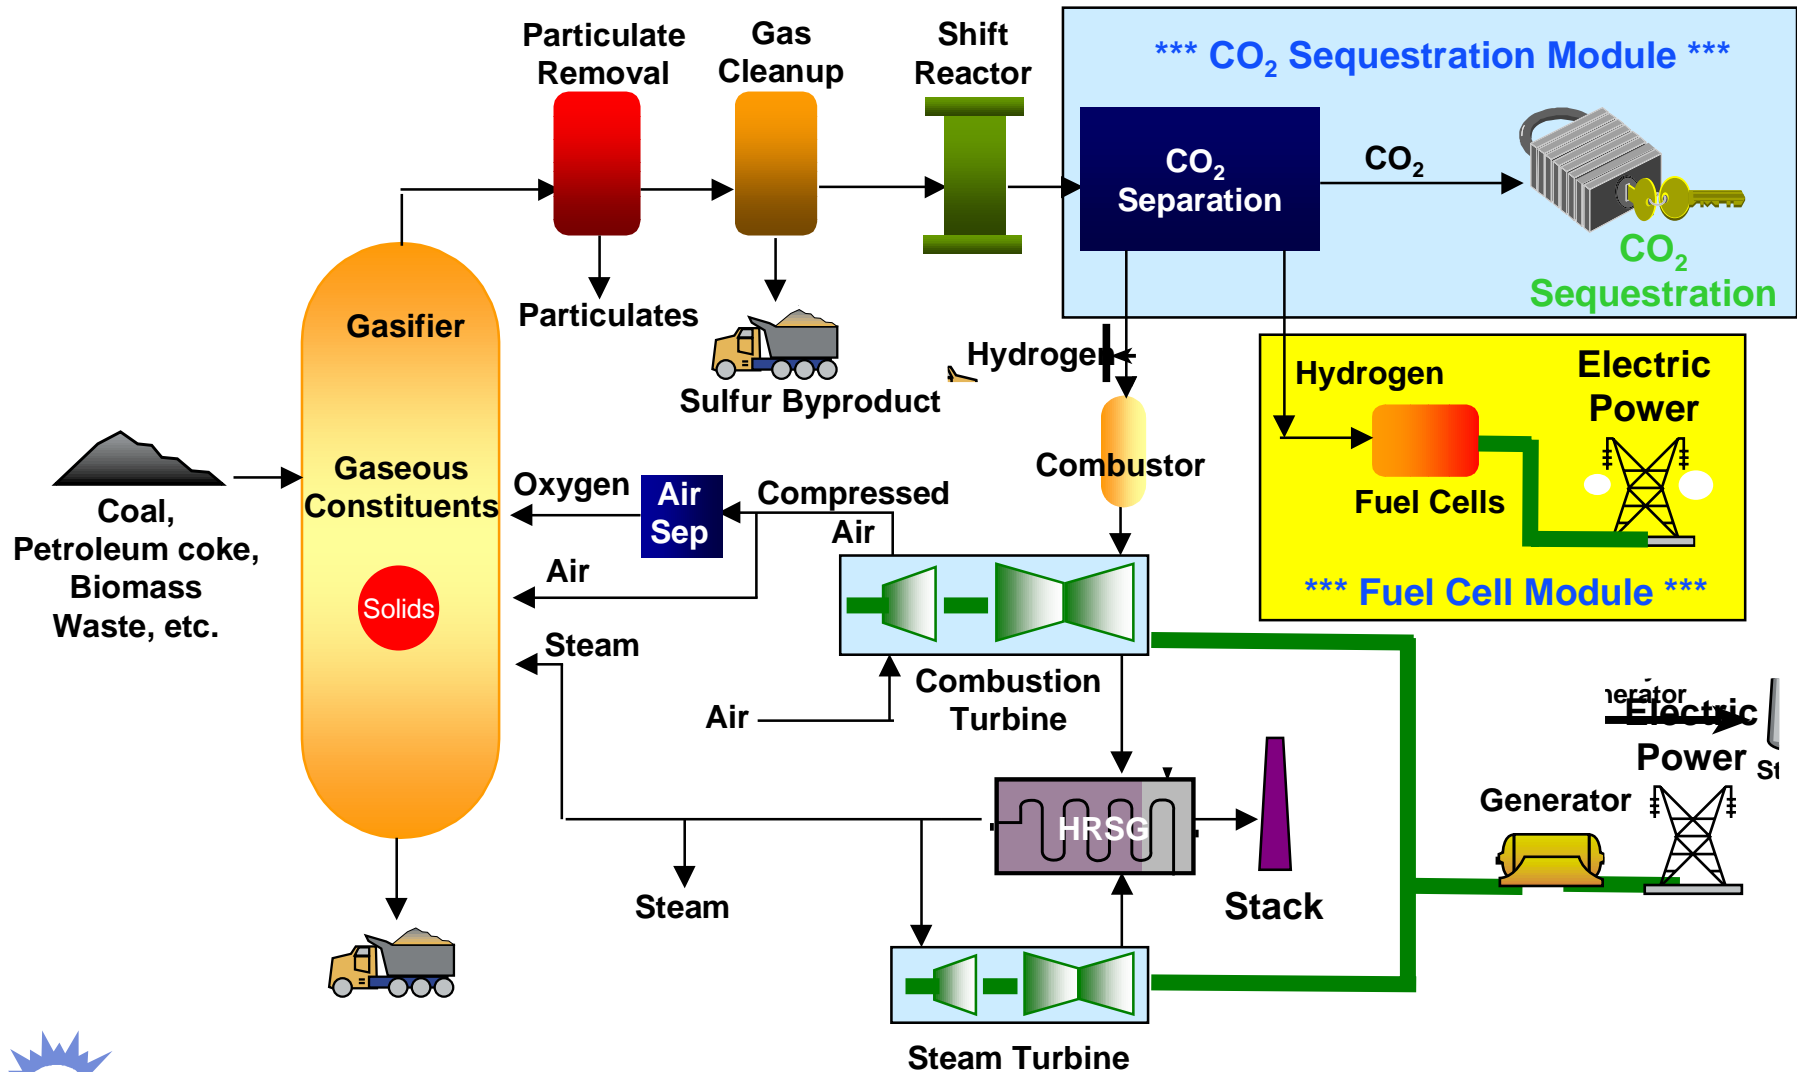 Particulate
Removal
Gas
Cleanup
Shift
Reactor
*** CO₂ Sequestration Module ***
CO₂
Separation
CO₂
CO₂
Sequestration
Gasifier
Particulates
Sulfur Byproduct
Hydrogen
Hydrogen
Electric
Power
Fuel Cells
*** Fuel Cell Module ***
Combustor
Coal,
Petroleum coke,
Biomass
Waste, etc.
Gaseous
Constituents
Solids
Oxygen
Air
Sep
Compressed
Air
Air
Steam
Air
Combustion
Turbine
Electric
Power
Generator
HRSG
Stack
Steam
Steam Turbine